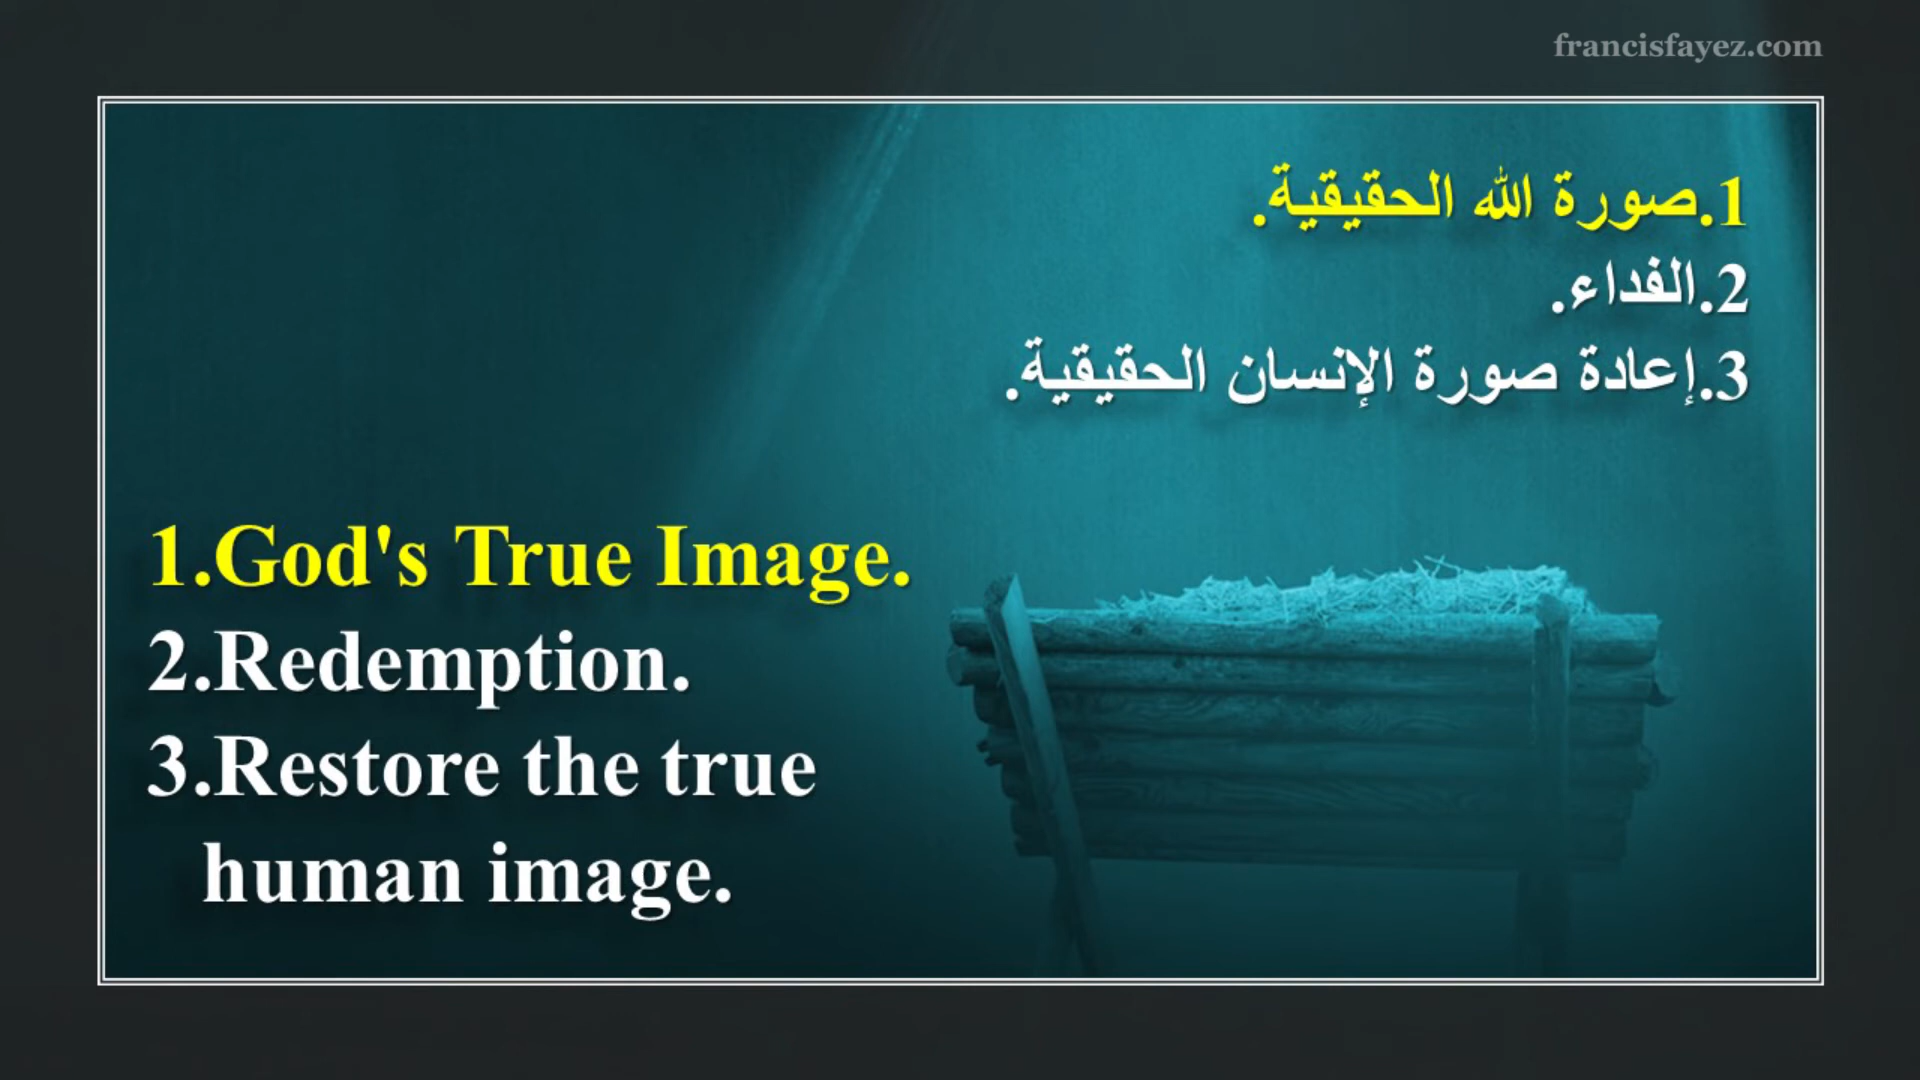 francisfayez.com
1.صورة الله الحقيقية.
2.الفداء.
3.إعادة صورة الإنسان الحقيقية.
1.God's True Image.
2.Redemption.
3.Restore the true
human image.